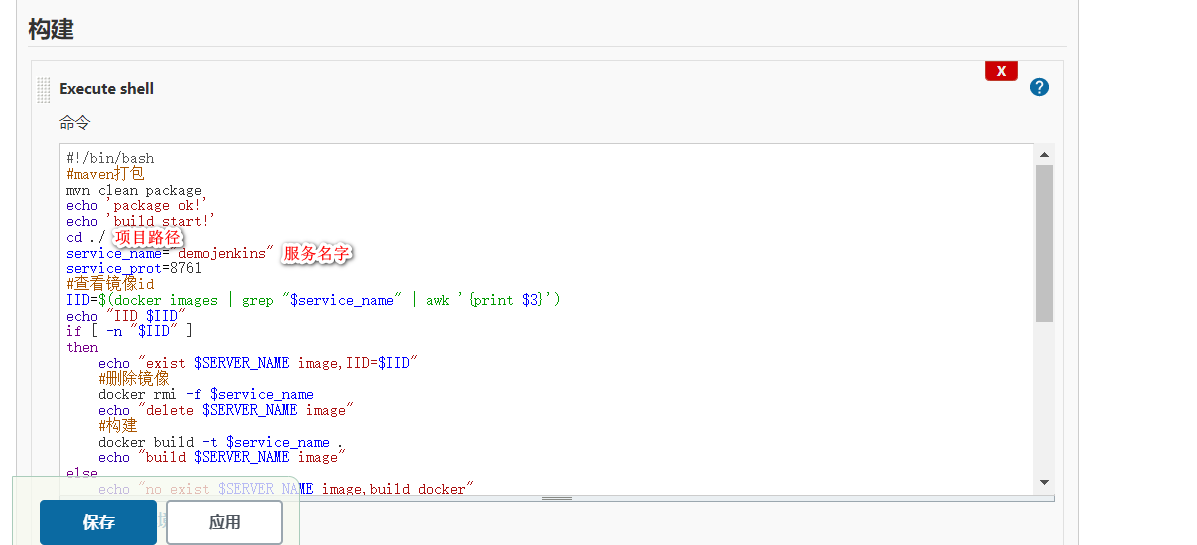 构建
X
?
Execute shell
命令
#!/bin/bash
#maven打包
mvn clean package
echo 'package ok!'
echo 'build start!'
cd ./ 项目路径
service_name="demojenkins" 服务名字
service_prot=8761
#查看镜像id
IID=$(docker images | grep "$service_name" | awk '{print $3}')
echo "IID $IID"
if [ -n "$IID" ]
then
echo "exist $SERVER_NAME image,IID=$IID"
#删除镜像
docker rmi -f $service_name
echo "delete $SERVER_NAME image"
#构建
docker build -t $service_name .
echo "build $SERVER_NAME image"
else
echo "no exist $SERVER_NAME image,build docker"
保存
应用